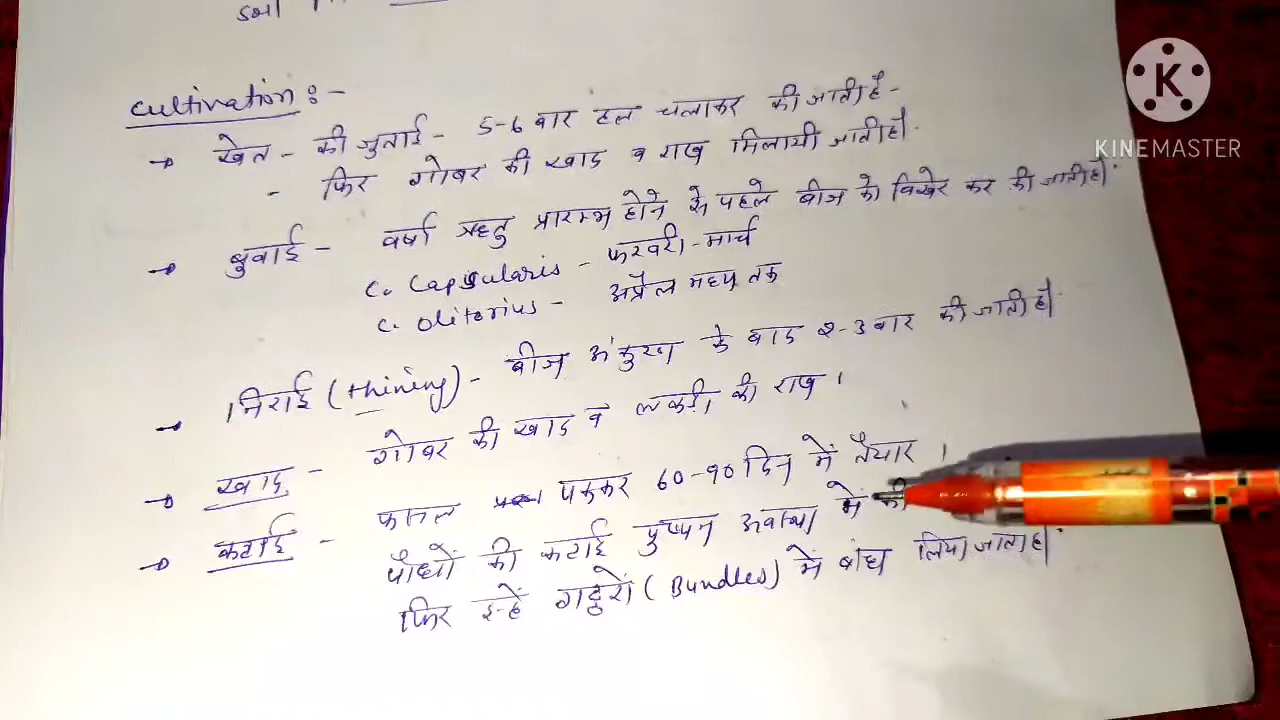 Cultivation :-
→ खेत - की जुताई - 5-6 बार हल चलाकर की जाती है -
- फिर गोबर की खाद व राख मिलायी जाती है।
→ बुवाई - वर्षा ऋतु प्रारम्भ होने से पहले बीज को बिखेर कर की जाती है।
C. Capsularis - फरवरी - मार्च
C. Olitorius - अप्रैल मध्य तक
→ निराई (thining) - बीज अंकुरण के बाद 2-3 बार की जाती है।
→ खाद - गोबर की खाद व लकड़ी की राख।
→ कटाई - फसल पककर 60-90 दिन में तैयार।
पौधों की कटाई पुष्पन अवस्था में की
फिर इन्हें गट्ठरों (Bundles) में बांध लिया जाता है।
KINEMASTER